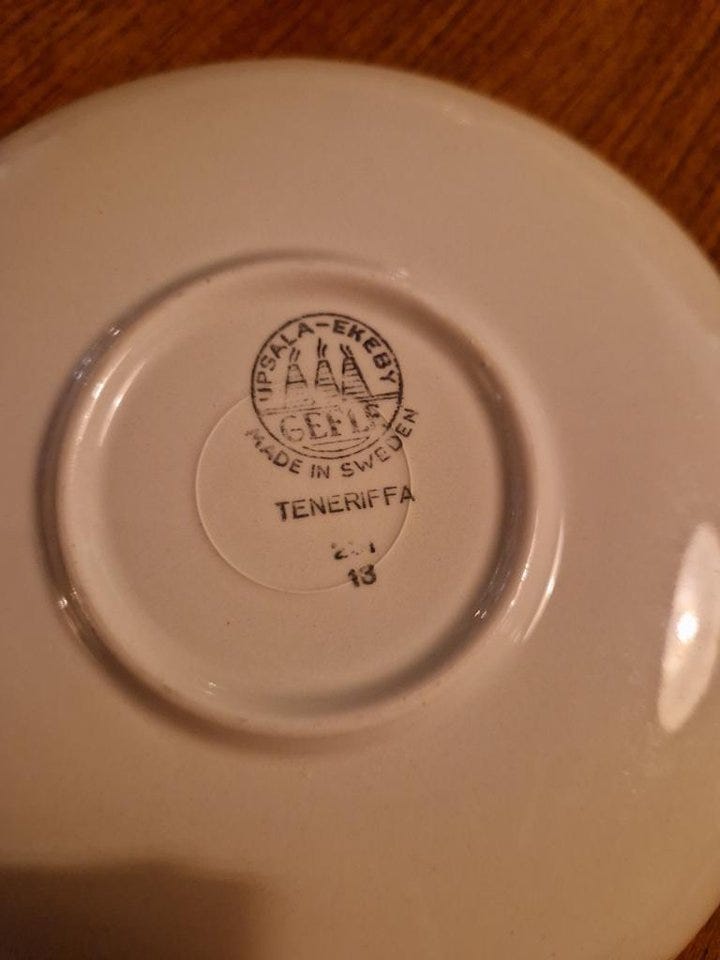 UPSALA-EKEBY
GEFLE
MADE IN SWEDEN
TENERIFFA
13